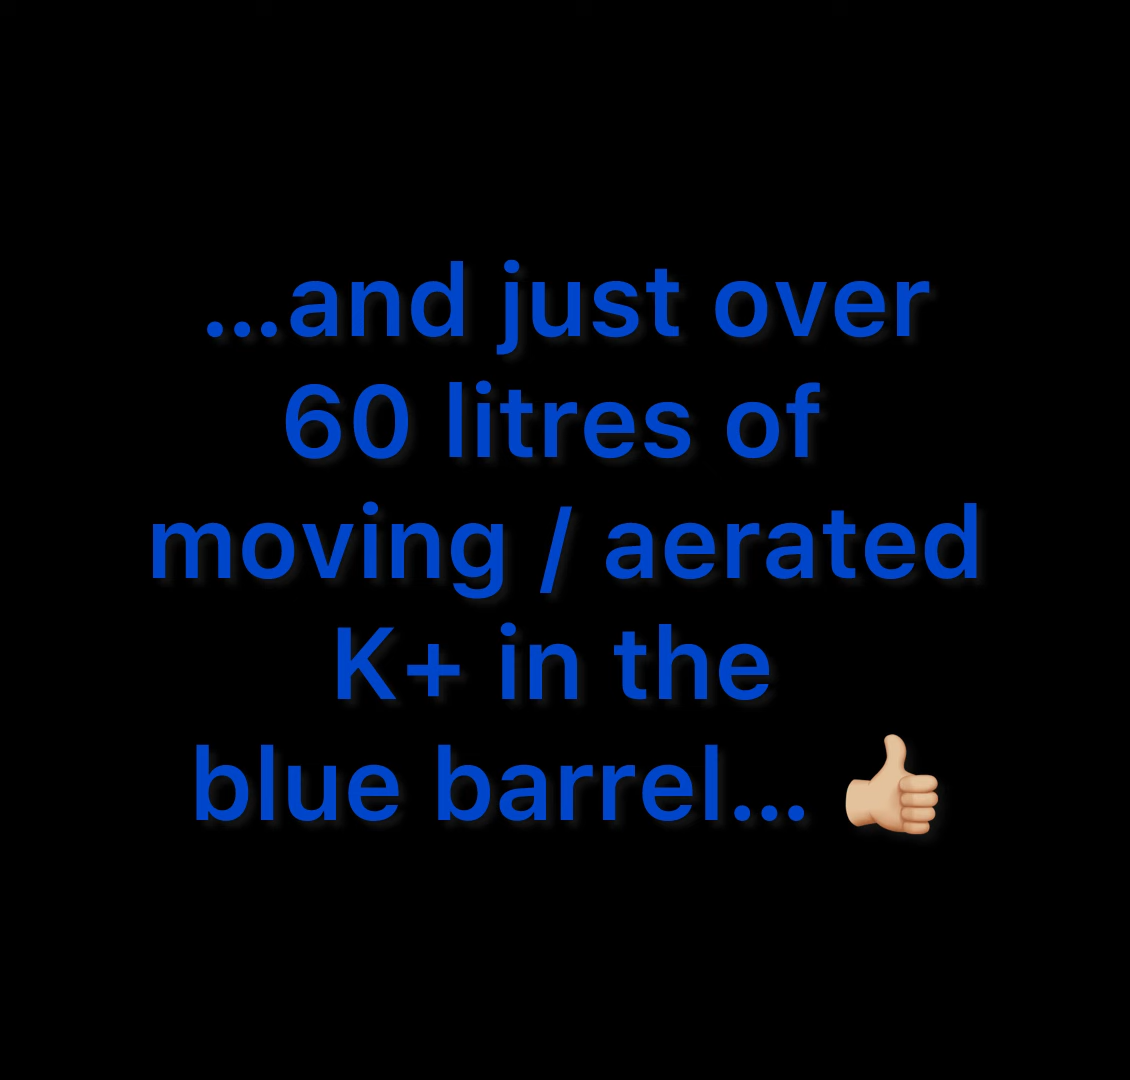 ...and just over
60 litres of
moving / aerated
K+ in the
blue barrel... 👍🏼